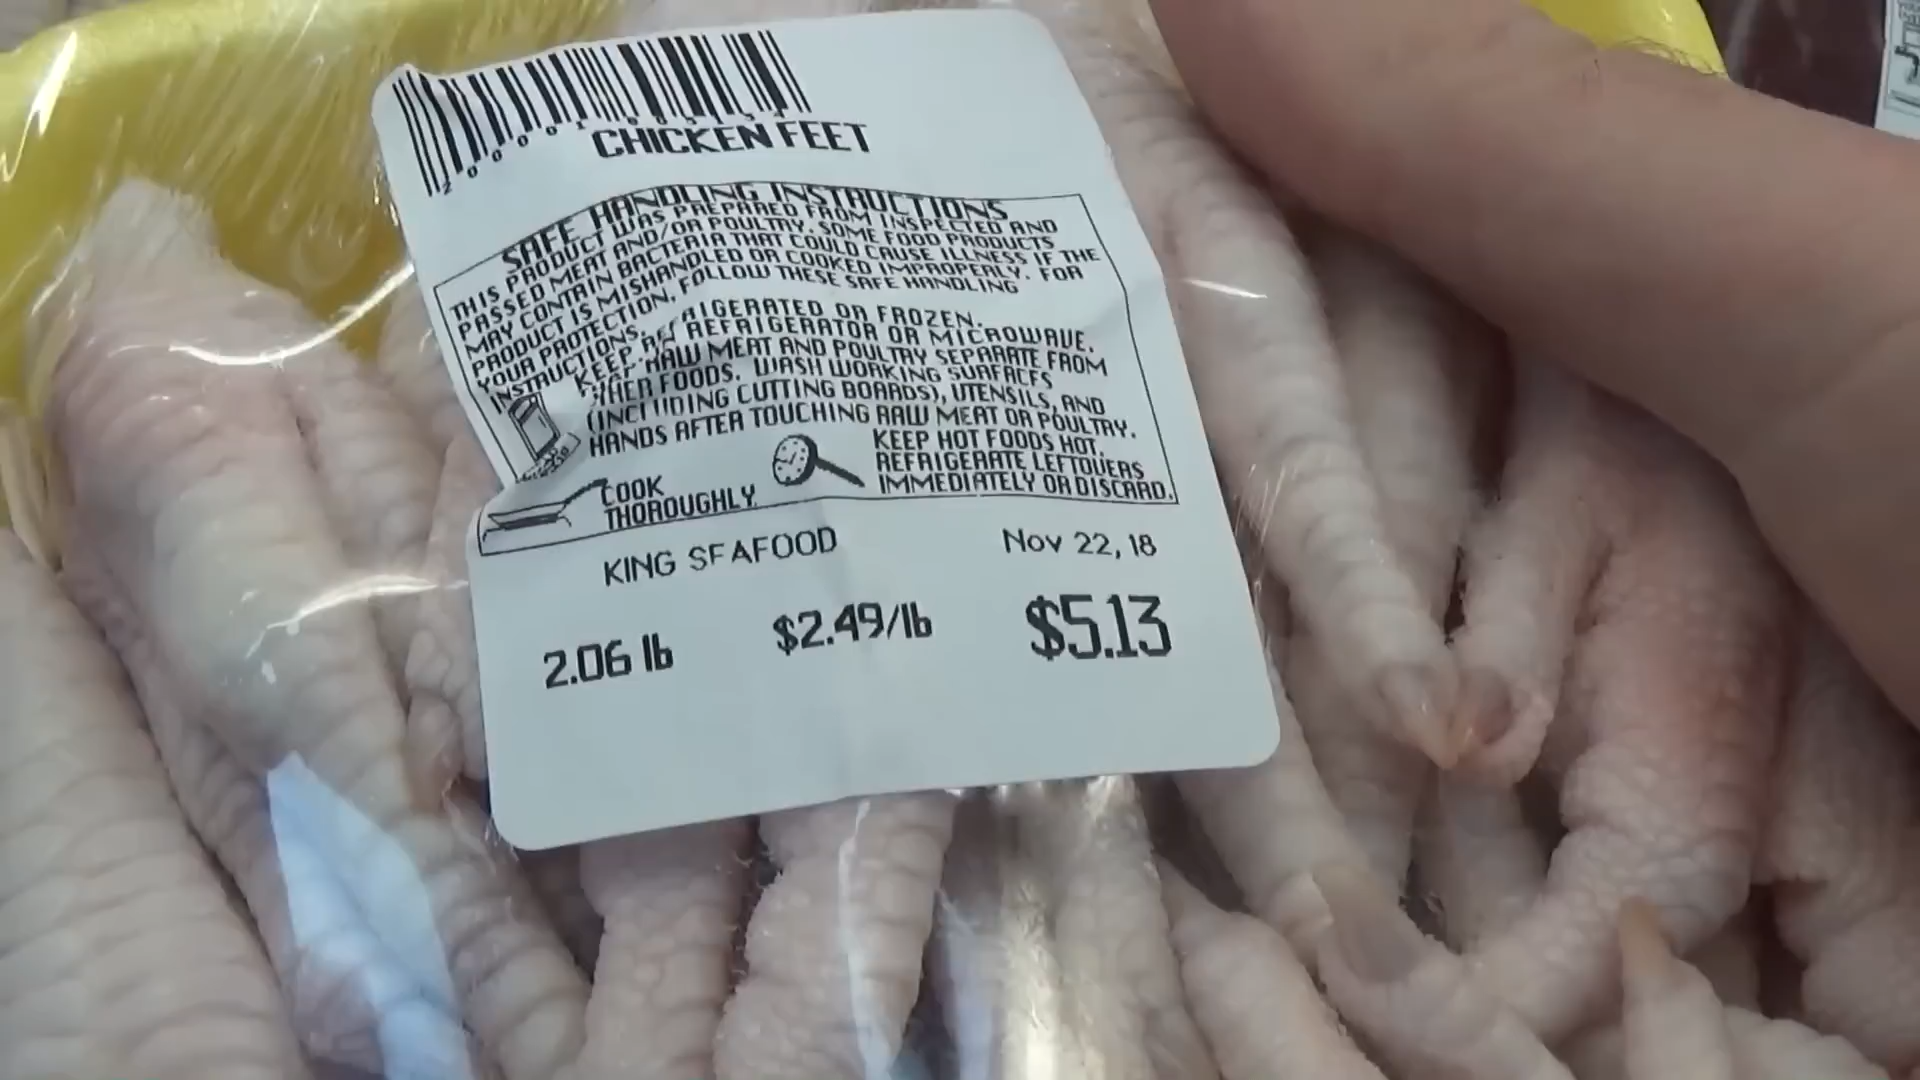 CHICKEN FEET
SAFE HANDLING INSTRUCTIONS
THIS PRODUCT WAS PREPARED FROM INSPECTED AND
PASSED MEAT AND/OR POULTRY. SOME FOOD PRODUCTS
MAY CONTAIN BACTERIA THAT COULD CAUSE ILLNESS IF THE
PRODUCT IS MISHANDLED OR COOKED IMPROPERLY. FOR
YOUR PROTECTION, FOLLOW THESE SAFE HANDLING
INSTRUCTIONS.
KEEP REFRIGERATED OR FROZEN.
REFRIGERATOR OR MICROWAVE.
RAW MEAT AND POULTRY SEPARATE FROM
OTHER FOODS. WASH WORKING SURFACES
(INCLUDING CUTTING BOARDS), UTENSILS, AND
HANDS AFTER TOUCHING RAW MEAT OR POULTRY.
KEEP HOT FOODS HOT.
REFRIGERATE LEFTOVERS
IMMEDIATELY OR DISCARD.
COOK
THOROUGHLY.
KING SEAFOOD
Nov 22, 18
2.06 lb
$2.49/lb
$5.13